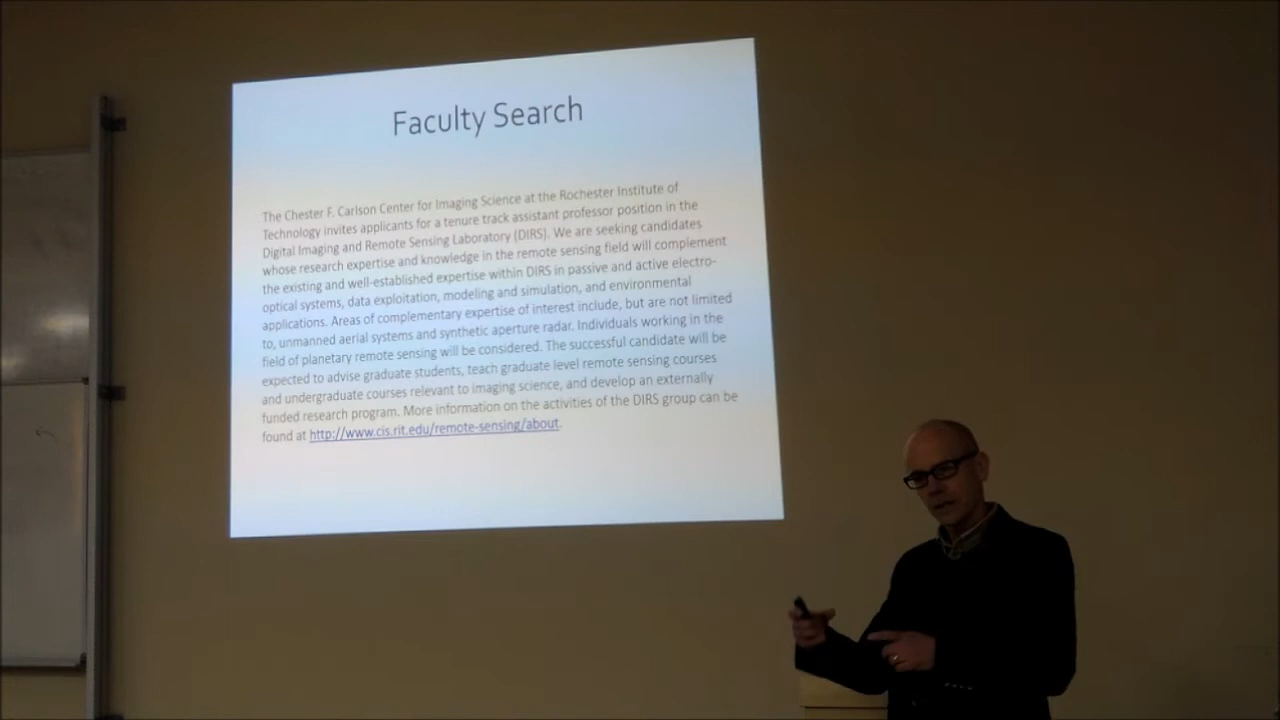 Faculty Search
The Chester F. Carlson Center for Imaging Science at the Rochester Institute of
Technology invites applicants for a tenure track assistant professor position in the
Digital Imaging and Remote Sensing Laboratory (DIRS). We are seeking candidates
whose research expertise and knowledge in the remote sensing field will complement
the existing and well-established expertise within DIRS in passive and active electro-
optical systems, data exploitation, modeling and simulation, and environmental
applications. Areas of complementary expertise of interest include, but are not limited
to, unmanned aerial systems and synthetic aperture radar. Individuals working in the
field of planetary remote sensing will be considered. The successful candidate will be
expected to advise graduate students, teach graduate level remote sensing courses
and undergraduate courses relevant to imaging science, and develop an externally
funded research program. More information on the activities of the DIRS group can be
found at http://www.cis.rit.edu/remote-sensing/about.